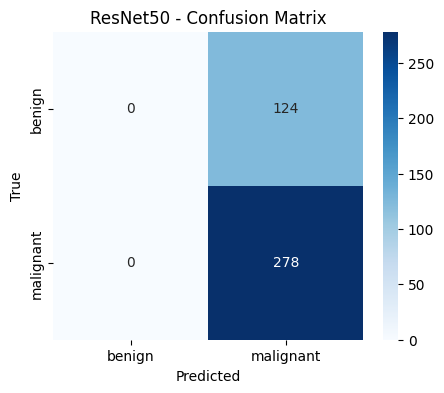 ResNet50 - Confusion Matrix
True
benign
malignant
0
124
0
278
benign
malignant
Predicted
250
200
150
100
50
0